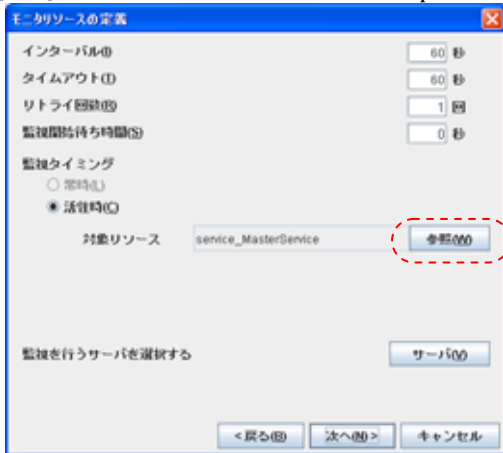 モニタリソースの定義
インターバル(I) 60 秒
タイムアウト(T) 60 秒
リトライ回数(R) 1 回
監視開始待ち時間(S) 0 秒
監視タイミング
常時(L)
活性時(C)
対象リソース service_MasterService 参照(W)
監視を行うサーバを選択する サーバ(V)
<戻る(B) 次へ(N)> キャンセル